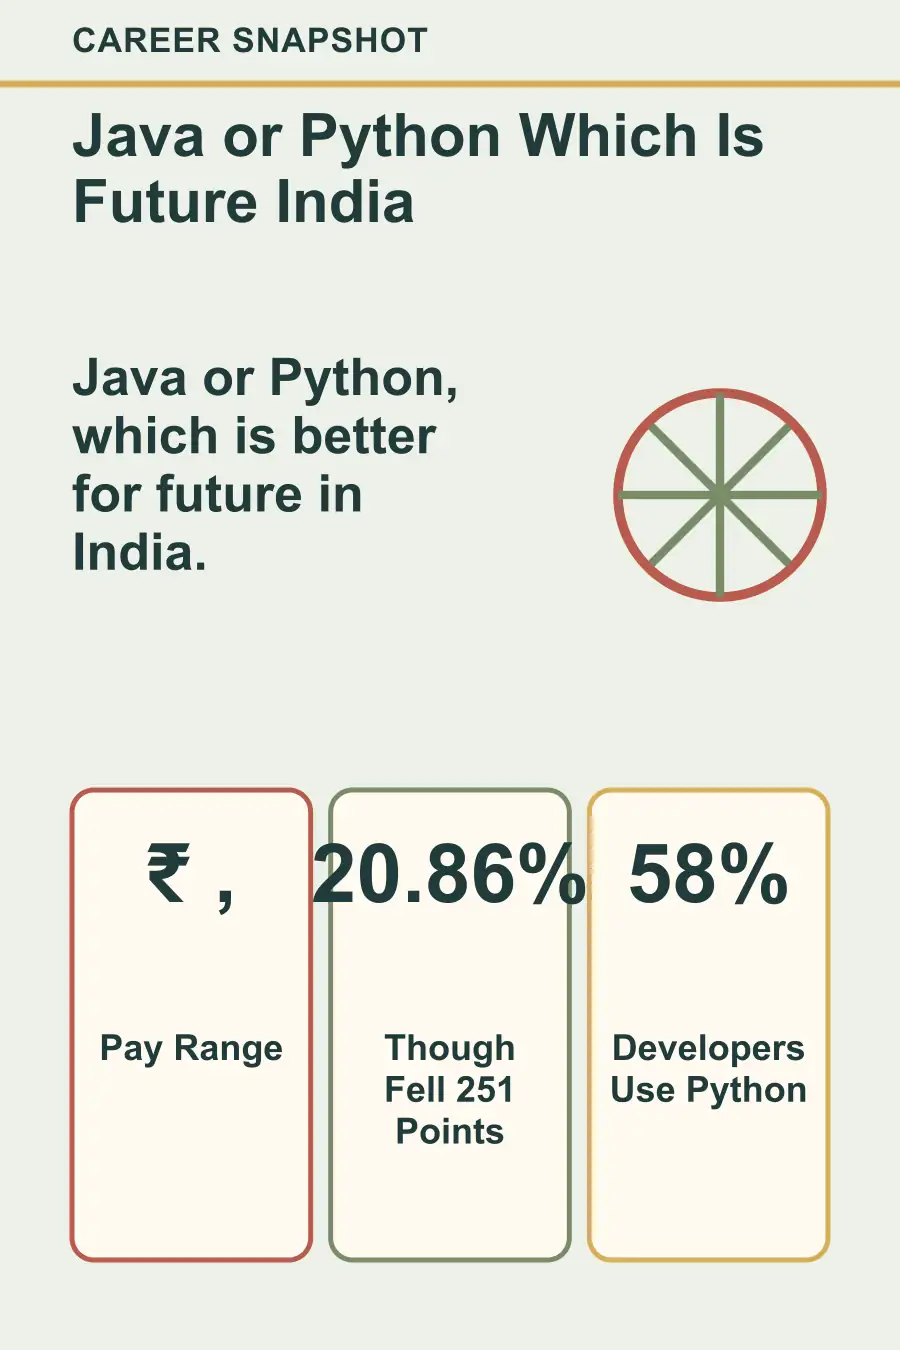 CAREER SNAPSHOT
Java or Python Which Is
Future India
Java or Python,
which is better
for future in
India.
₹ ,
Pay Range
20.86%
Though
Fell 251
Points
58%
Developers
Use Python